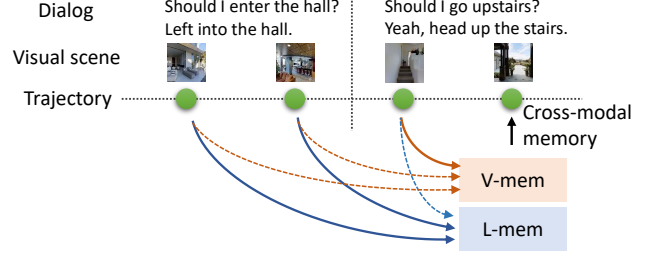 Dialog
Should I enter the hall?
Left into the hall.
Should I go upstairs?
Yeah, head up the stairs.
Visual scene
Trajectory
Cross-modal
memory
V-mem
L-mem